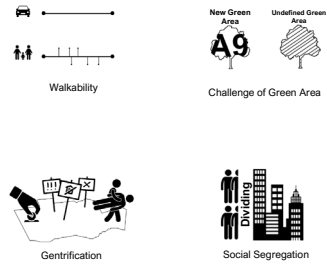 New Green
Area
Undefined Green
Area
A9
Walkability
Challenge of Green Area
Dividing
Gentrification
Social Segregation